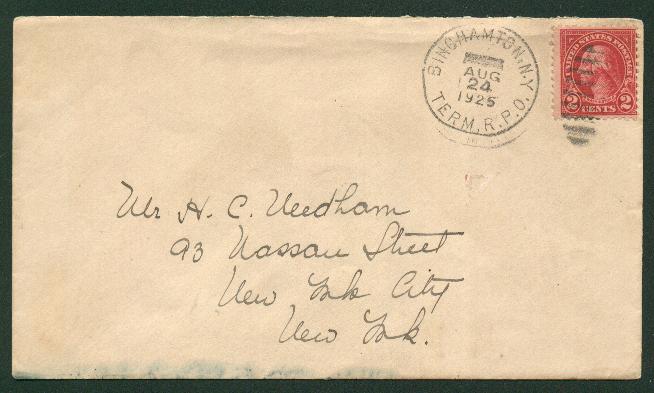 BINGHAMTON, N.Y.
AUG
24
1925
TERM. R.P.O.
UNITED STATES POSTAGE
2 CENTS 2
Mr H. C. Needham
93 Nassau Street
New York City
New York.